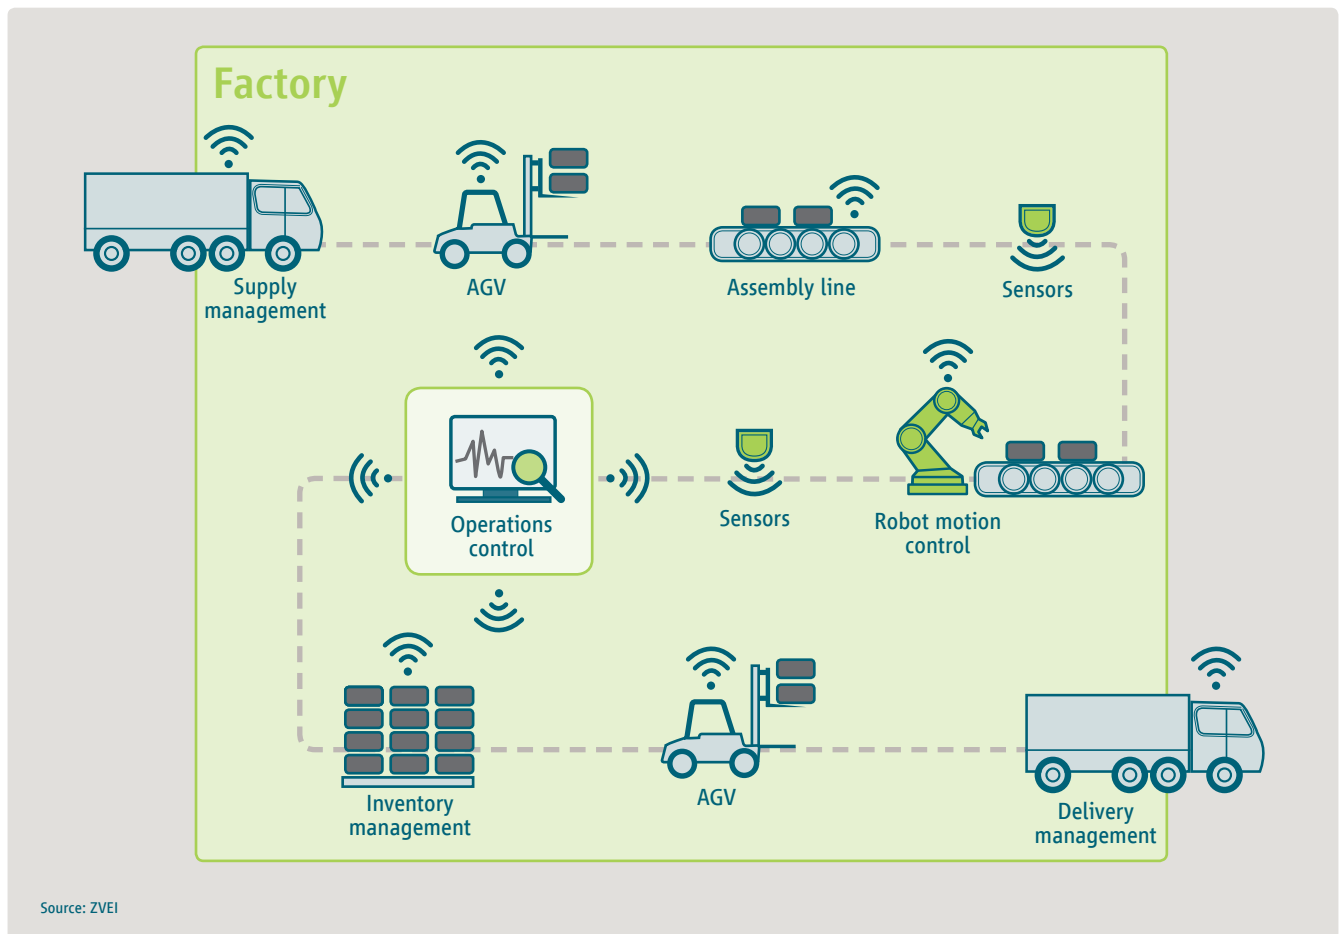 Factory
Supply
management
AGV
Assembly line
Sensors
Operations
control
Sensors
Robot motion
control
Inventory
management
AGV
Delivery
management
Source: ZVEI